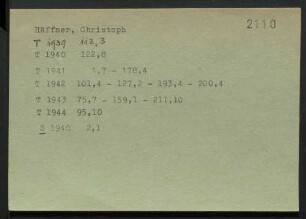 2110
Häffner, Christoph
T 1939 112,3
T 1940 122,8
T 1941 1,7 - 178,4
T 1942 101,4 - 127,2 - 193,4 - 200,4
T 1943 75,7 - 159,1 - 211,10
T 1944 95,10
S 1940 2,1